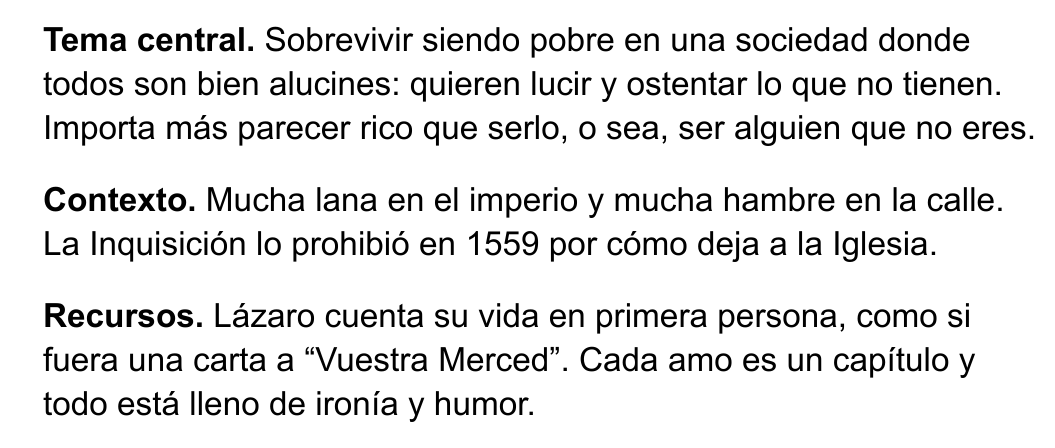 Tema central. Sobrevivir siendo pobre en una sociedad donde
todos son bien alucines: quieren lucir y ostentar lo que no tienen.
Importa más parecer rico que serlo, o sea, ser alguien que no eres.
Contexto. Mucha lana en el imperio y mucha hambre en la calle.
La Inquisición lo prohibió en 1559 por cómo deja a la Iglesia.
Recursos. Lázaro cuenta su vida en primera persona, como si
fuera una carta a “Vuestra Merced”. Cada amo es un capítulo y
todo está lleno de ironía y humor.